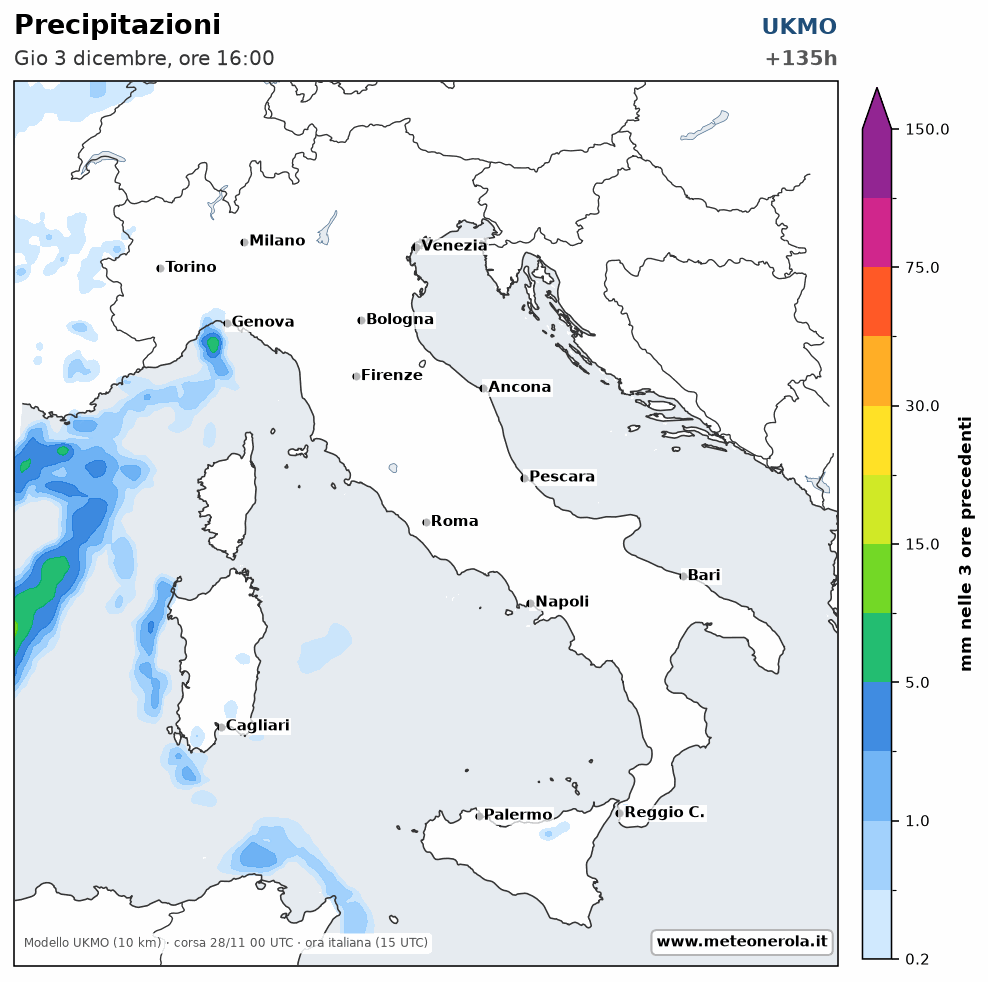 Precipitazioni
UKMO
Gio 3 dicembre, ore 16:00
+135h
Milano
Venezia
Torino
Genova
Bologna
Firenze
Ancona
Pescara
Roma
Bari
Napoli
Cagliari
Palermo
Reggio C.
Modello UKMO (10 km) · corsa 28/11 00 UTC · ora italiana (15 UTC)
www.meteonerola.it
150.0
75.0
30.0
15.0
5.0
1.0
0.2
mm nelle 3 ore precedenti